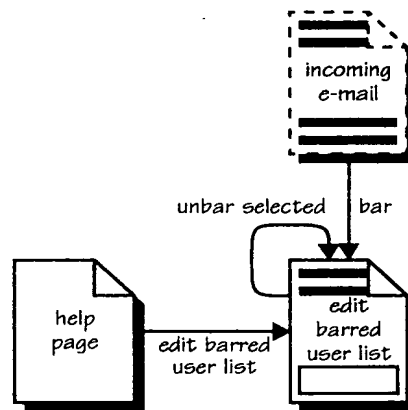 incoming
e-mail
unbar selected
bar
help
page
edit barred
user list
edit
barred
user list